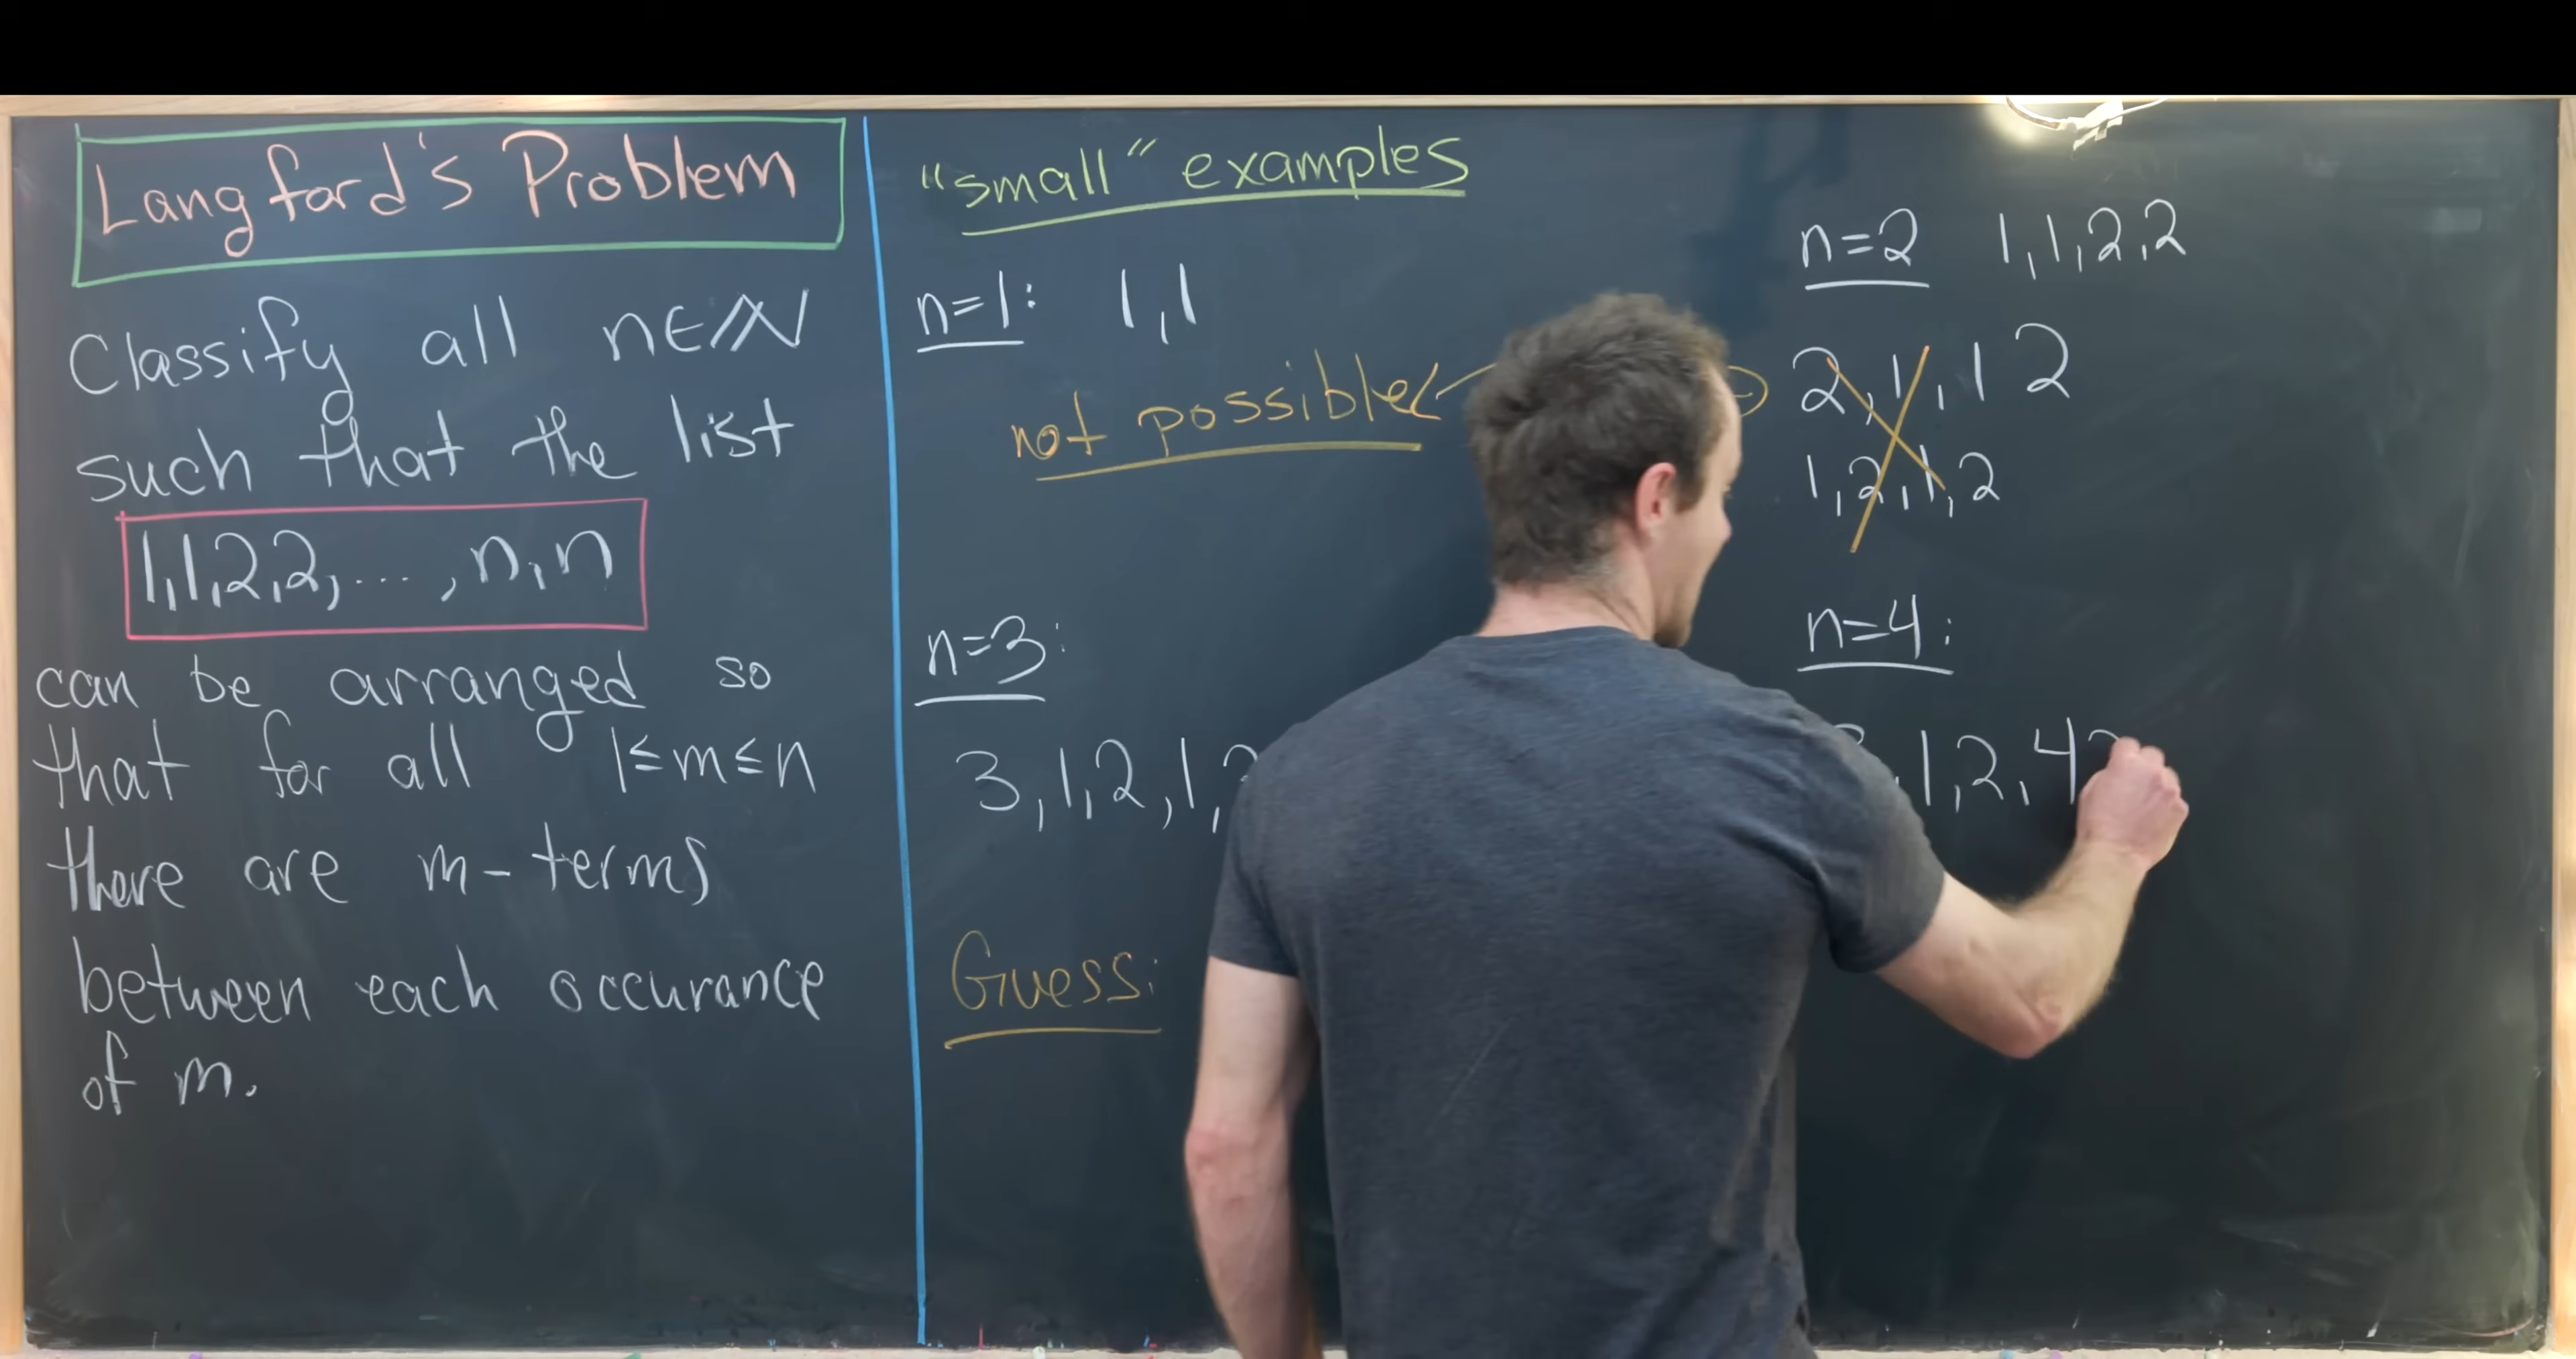 Langford's Problem
Classify all n∈ℕ
such that the list
1,1,2,2,...,n,n
can be arranged so
that for all 1≤m≤n
there are m-terms
between each occurance
of m.
"small" examples
n=1: 1,1
not possible
n=2 1,1,2,2
2,1,1 2
1,2,1,2
n=3:
3,1,2,1,
n=4:
,1,2,4
Guess: